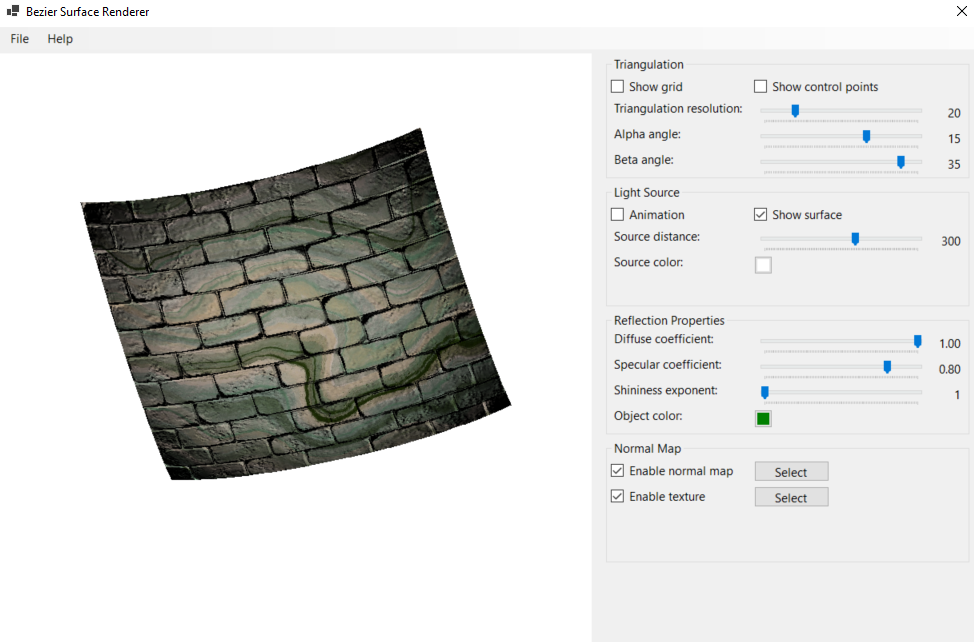 Bezier Surface Renderer
File Help
Triangulation
Show grid Show control points
Triangulation resolution: 20
Alpha angle: 15
Beta angle: 35
Light Source
Animation Show surface
Source distance: 300
Source color:
Reflection Properties
Diffuse coefficient: 1.00
Specular coefficient: 0.80
Shininess exponent: 1
Object color:
Normal Map
Enable normal map Select
Enable texture Select